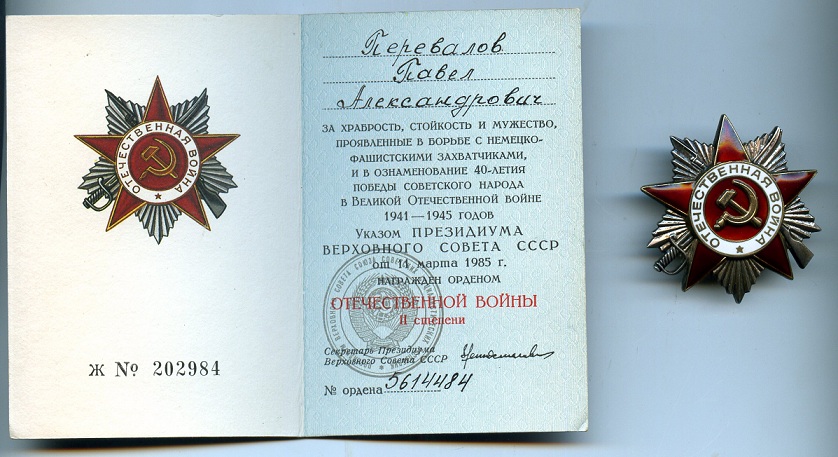 ОТЕЧЕСТВЕННАЯ ВОЙНА
Ж № 202984
Перевалов
Павел
Александрович
ЗА ХРАБРОСТЬ, СТОЙКОСТЬ И МУЖЕСТВО,
ПРОЯВЛЕННЫЕ В БОРЬБЕ С НЕМЕЦКО-
ФАШИСТСКИМИ ЗАХВАТЧИКАМИ,
И В ОЗНАМЕНОВАНИЕ 40-ЛЕТИЯ
ПОБЕДЫ СОВЕТСКОГО НАРОДА
В ВЕЛИКОЙ ОТЕЧЕСТВЕННОЙ ВОЙНЕ
1941—1945 ГОДОВ
УКАЗОМ ПРЕЗИДИУМА
ВЕРХОВНОГО СОВЕТА СССР
от 11 марта 1985 г.
НАГРАЖДЕН ОРДЕНОМ
ОТЕЧЕСТВЕННОЙ ВОЙНЫ
II степени
Секретарь Президиума
Верховного Совета СССР
№ ордена 5614484
ОТЕЧЕСТВЕННАЯ ВОЙНА